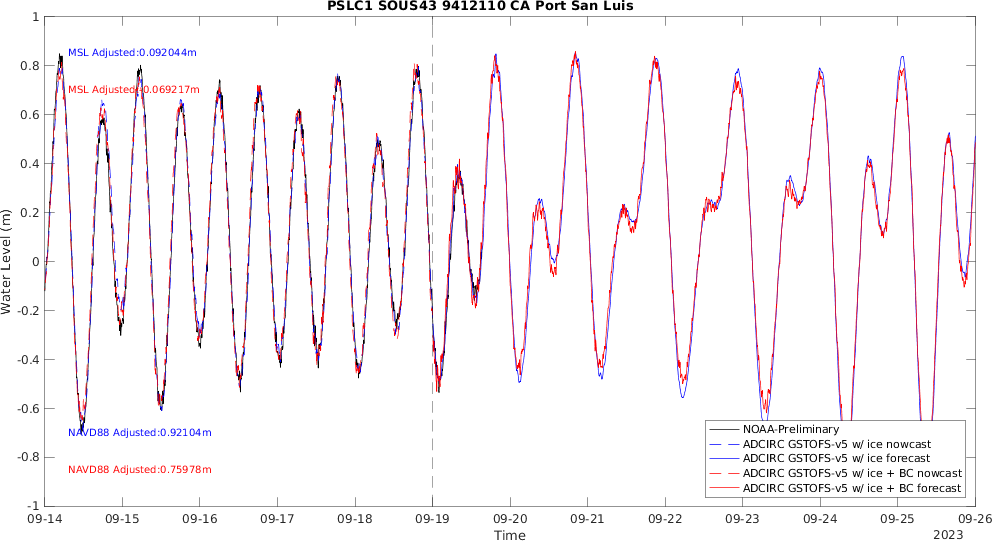 PSLC1 SOUS43 9412110 CA Port San Luis
1
0.8
0.6
0.4
0.2
0
-0.2
-0.4
-0.6
-0.8
-1
Water Level (m)
MSL Adjusted:0.092044m
MSL Adjusted:-0.069217m
NAVD88 Adjusted:0.92104m
NAVD88 Adjusted:0.75978m
NOAA-Preliminary
ADCIRC GSTOFS-v5 w/ ice nowcast
ADCIRC GSTOFS-v5 w/ ice forecast
ADCIRC GSTOFS-v5 w/ ice + BC nowcast
ADCIRC GSTOFS-v5 w/ ice + BC forecast
09-14 09-15 09-16 09-17 09-18 09-19 09-20 09-21 09-22 09-23 09-24 09-25 09-26
Time
2023